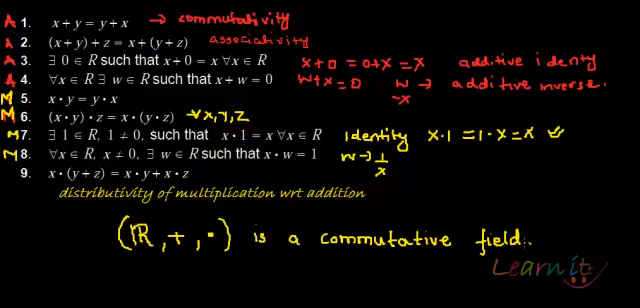 A 1. x + y = y + x → commutativity
A 2. (x + y) + z = x + (y + z) associativity
A 3. ∃ 0 ∈ R such that x + 0 = x ∀x ∈ R x + 0 = 0 + x = x additive identy
A 4. ∀x ∈ R ∃ w ∈ R such that x + w = 0 w + x = 0 w → additive inverse.
-x
M 5. x · y = y · x
M 6. (x · y) · z = x · (y · z) ∀ x, y, z
M 7. ∃ 1 ∈ R, 1 ≠ 0, such that x · 1 = x ∀x ∈ R identity x · 1 = 1 · x = x
M 8. ∀x ∈ R, x ≠ 0, ∃ w ∈ R such that x · w = 1 w → 1/x
9. x · (y + z) = x · y + x · z
distributivity of multiplication wrt addition
(R, +, ·) is a commutative field.
Learnit